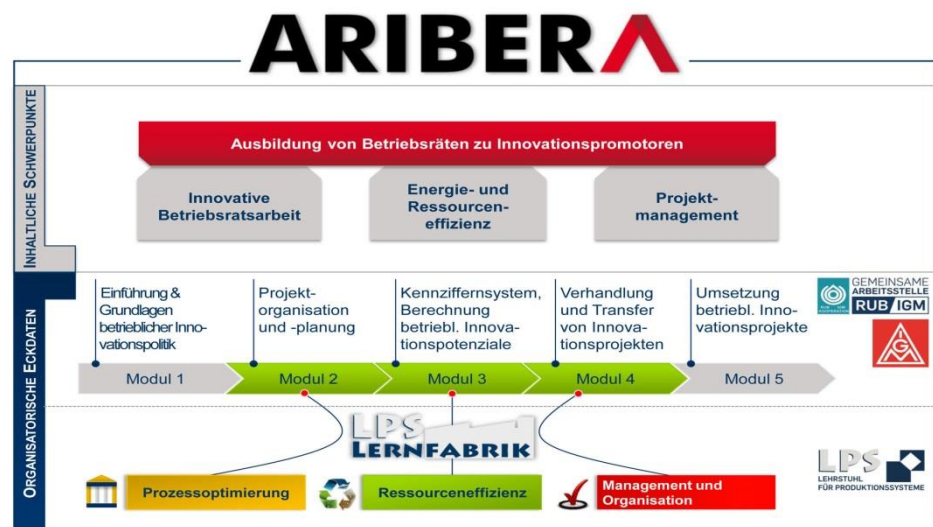 ARIBERA
INHALTLICHE SCHWERPUNKTE
Ausbildung von Betriebsräten zu Innovationspromotoren
Innovative
Betriebsratsarbeit
Energie- und
Ressourcen-
effizienz
Projekt-
management
ORGANISATORISCHE ECKDATEN
Einführung &
Grundlagen
betrieblicher Inno-
vationspolitik
Projekt-
organisation
und -planung
Kennziffernsystem,
Berechnung
betriebl. Innova-
tionspotenziale
Verhandlung
und Transfer
von Innova-
tionsprojekten
Umsetzung
betriebl. Inno-
vationsprojekte
GEMEINSAME
ARBEITSSTELLE
RUB/IGM
IGM
Modul 1
Modul 2
Modul 3
Modul 4
Modul 5
LPS
LERNFABRIK
Prozessoptimierung
Ressourceneffizienz
Management und
Organisation
LPS
LEHRSTUHL
FÜR PRODUKTIONSSYSTEME